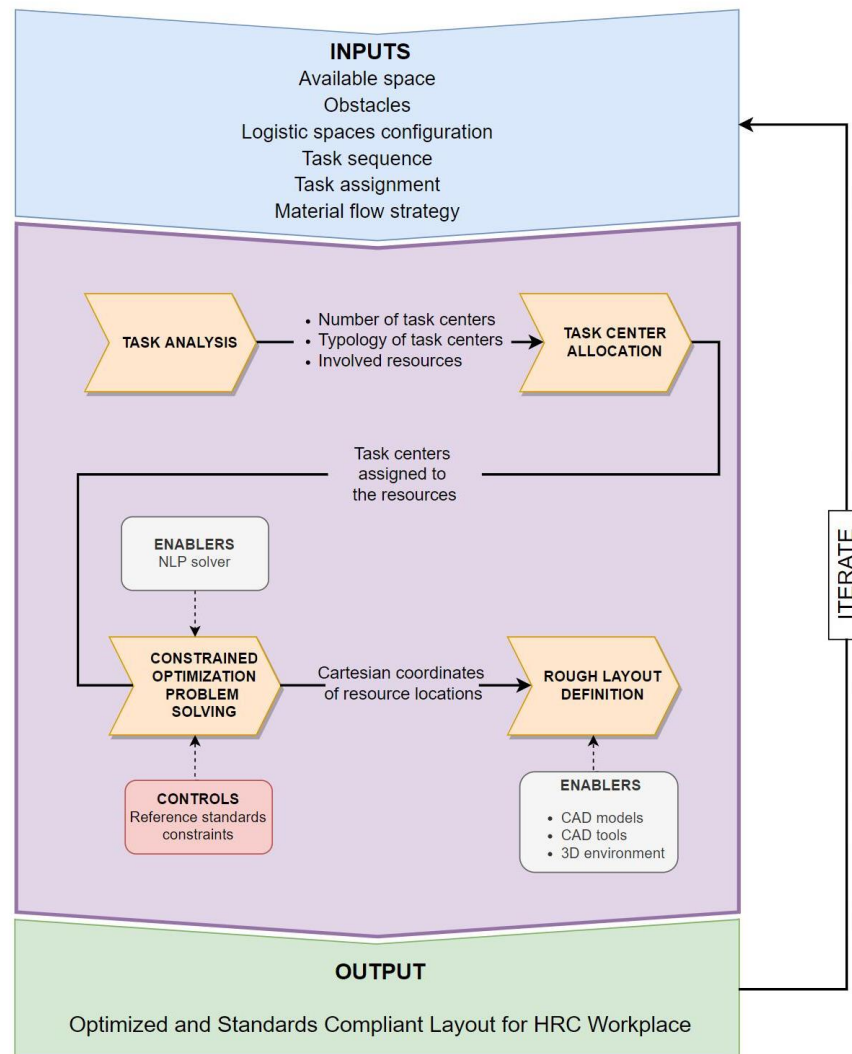 INPUTS
Available space
Obstacles
Logistic spaces configuration
Task sequence
Task assignment
Material flow strategy
TASK ANALYSIS
• Number of task centers
• Typology of task centers
• Involved resources
TASK CENTER
ALLOCATION
Task centers
assigned to
the resources
ENABLERS
NLP solver
CONSTRAINED
OPTIMIZATION
PROBLEM
SOLVING
Cartesian coordinates
of resource locations
ROUGH LAYOUT
DEFINITION
CONTROLS
Reference standards
constraints
ENABLERS
• CAD models
• CAD tools
• 3D environment
ITERATE
OUTPUT
Optimized and Standards Compliant Layout for HRC Workplace